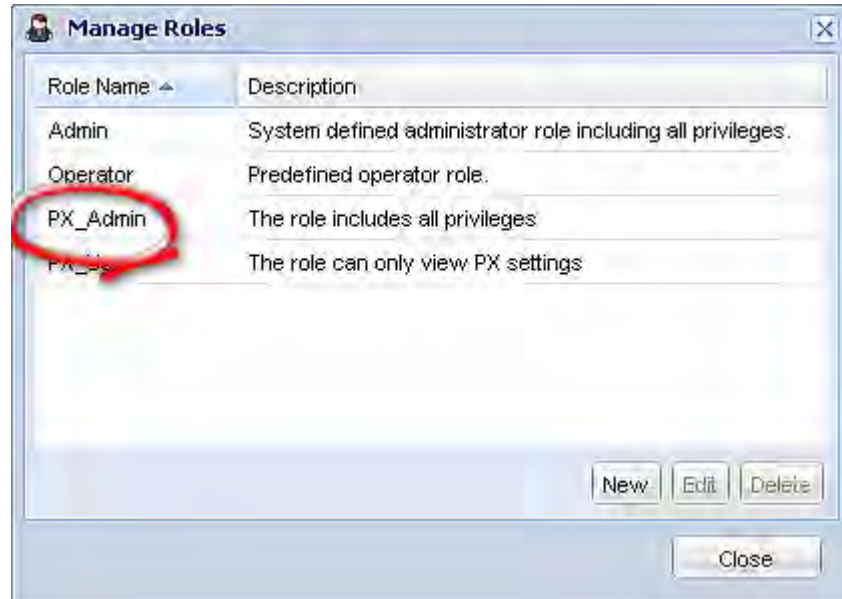 Manage Roles
Role Name Description
Admin System defined administrator role including all privileges.
Operator Predefined operator role.
PX_Admin The role includes all privileges
The role can only view PX settings
New Edit Delete
Close